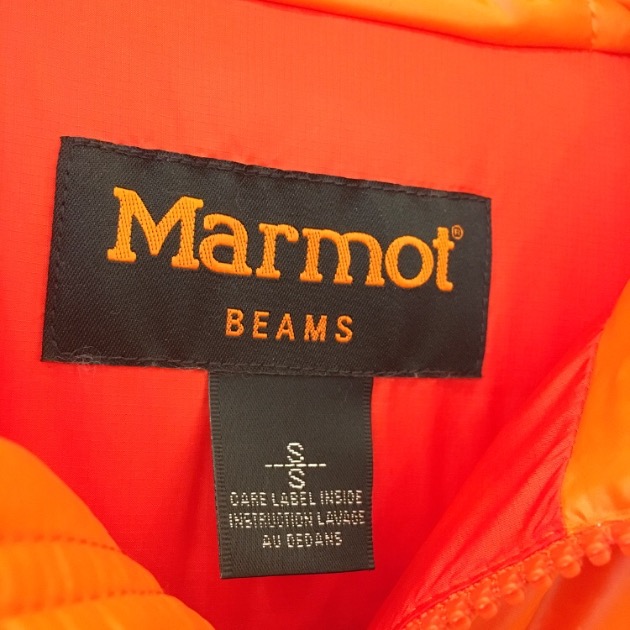 Marmot®
BEAMS
S
S
CARE LABEL INSIDE
INSTRUCTION LAVAGE
AU DEDANS